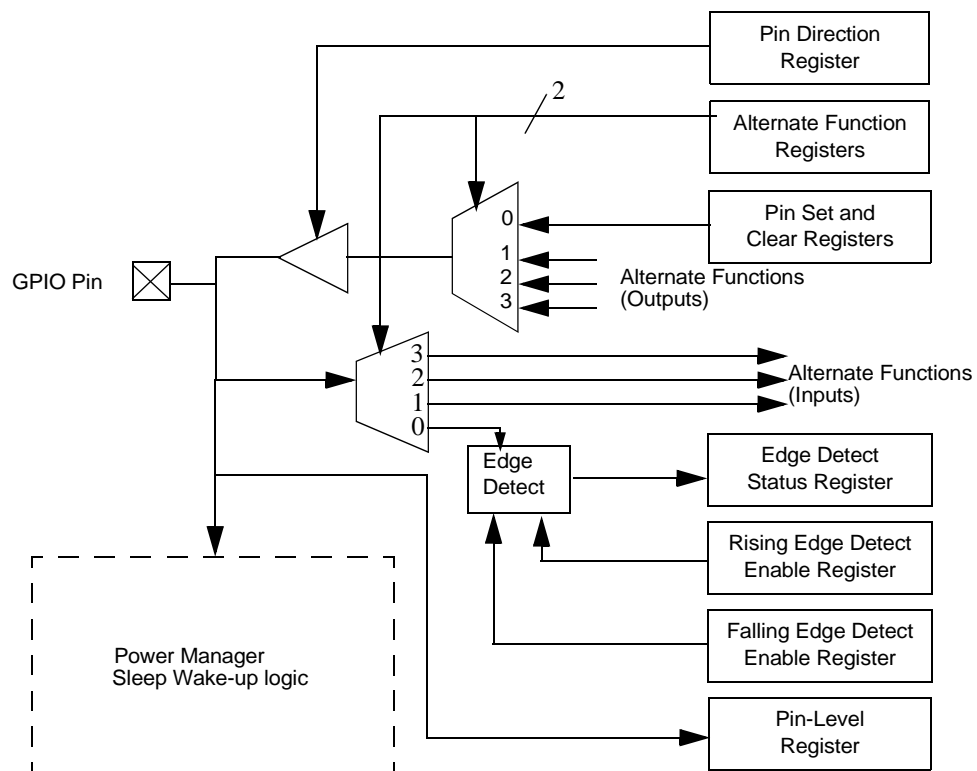 Pin Direction
Register
2
Alternate Function
Registers
Pin Set and
Clear Registers
0
1
2
3
Alternate Functions
(Outputs)
GPIO Pin
3
2
1
0
Alternate Functions
(Inputs)
Edge
Detect
Edge Detect
Status Register
Rising Edge Detect
Enable Register
Falling Edge Detect
Enable Register
Power Manager
Sleep Wake-up logic
Pin-Level
Register